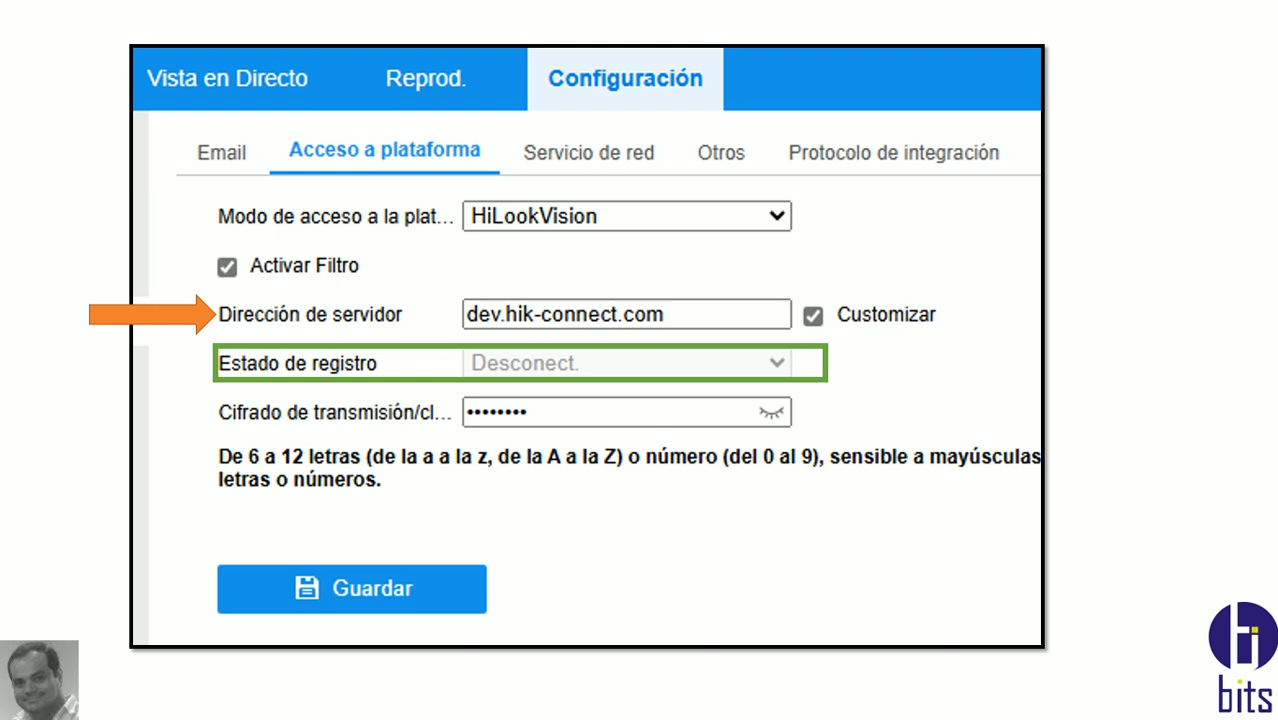 Vista en Directo Reprod. Configuración
Email Acceso a plataforma Servicio de red Otros Protocolo de integración
Modo de acceso a la plat... HiLookVision
Activar Filtro
Dirección de servidor dev.hik-connect.com Customizar
Estado de registro Desconect.
Cifrado de transmisión/cl... ••••••••
De 6 a 12 letras (de la a a la z, de la A a la Z) o número (del 0 al 9), sensible a mayúsculas
letras o números.
Guardar
bits